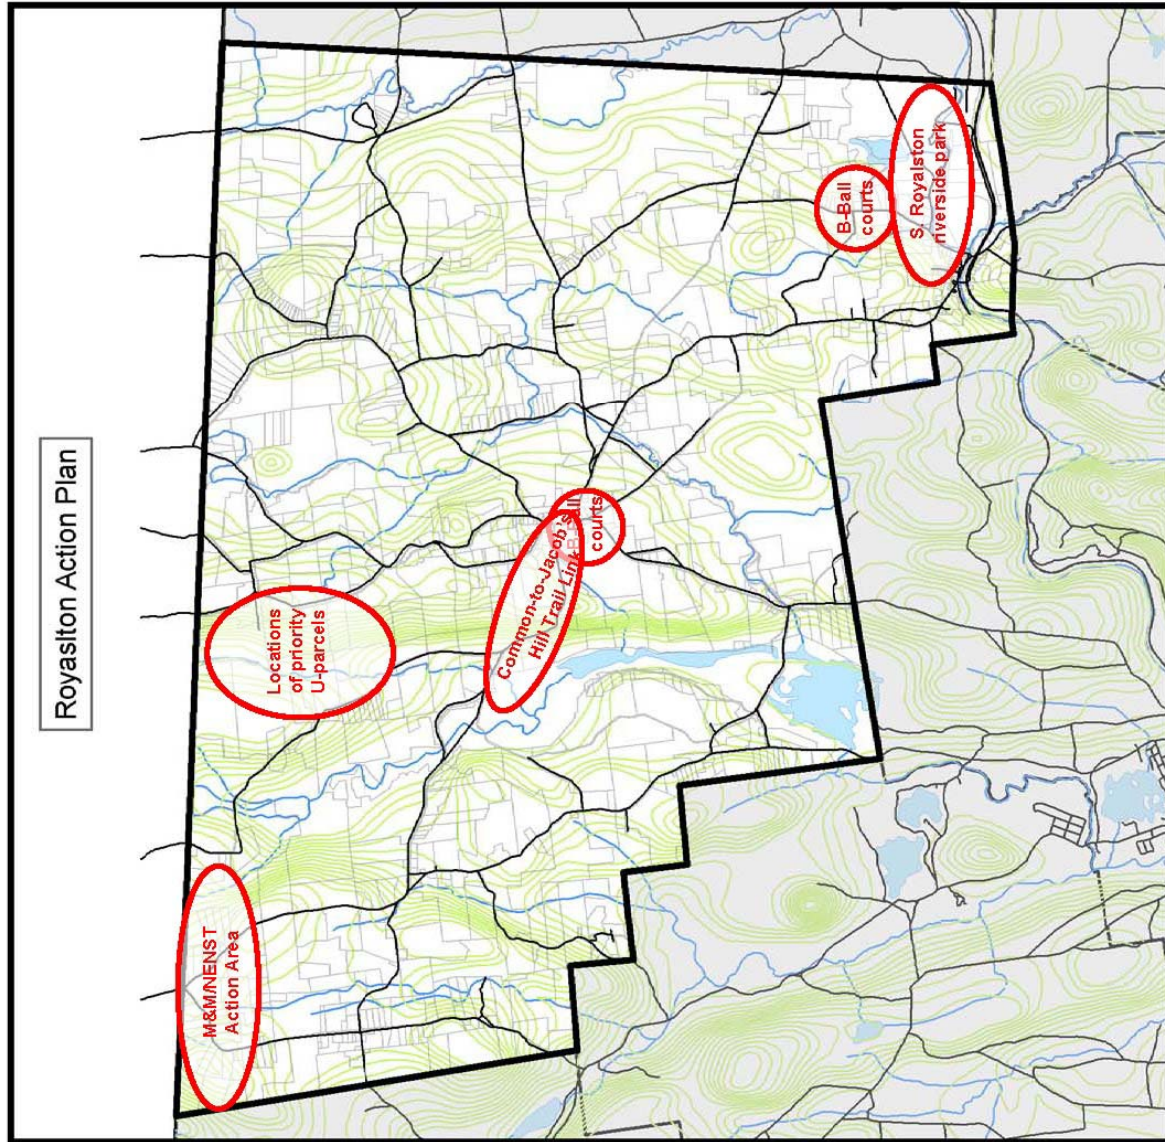 Royaslton Action Plan
M&M/NENST
Action Area
Locations
of priority
U-parcels
Common-to-Jacob's
Hill Trail Link
B-Ball
courts
B-Ball
courts
S. Royalston
riverside park